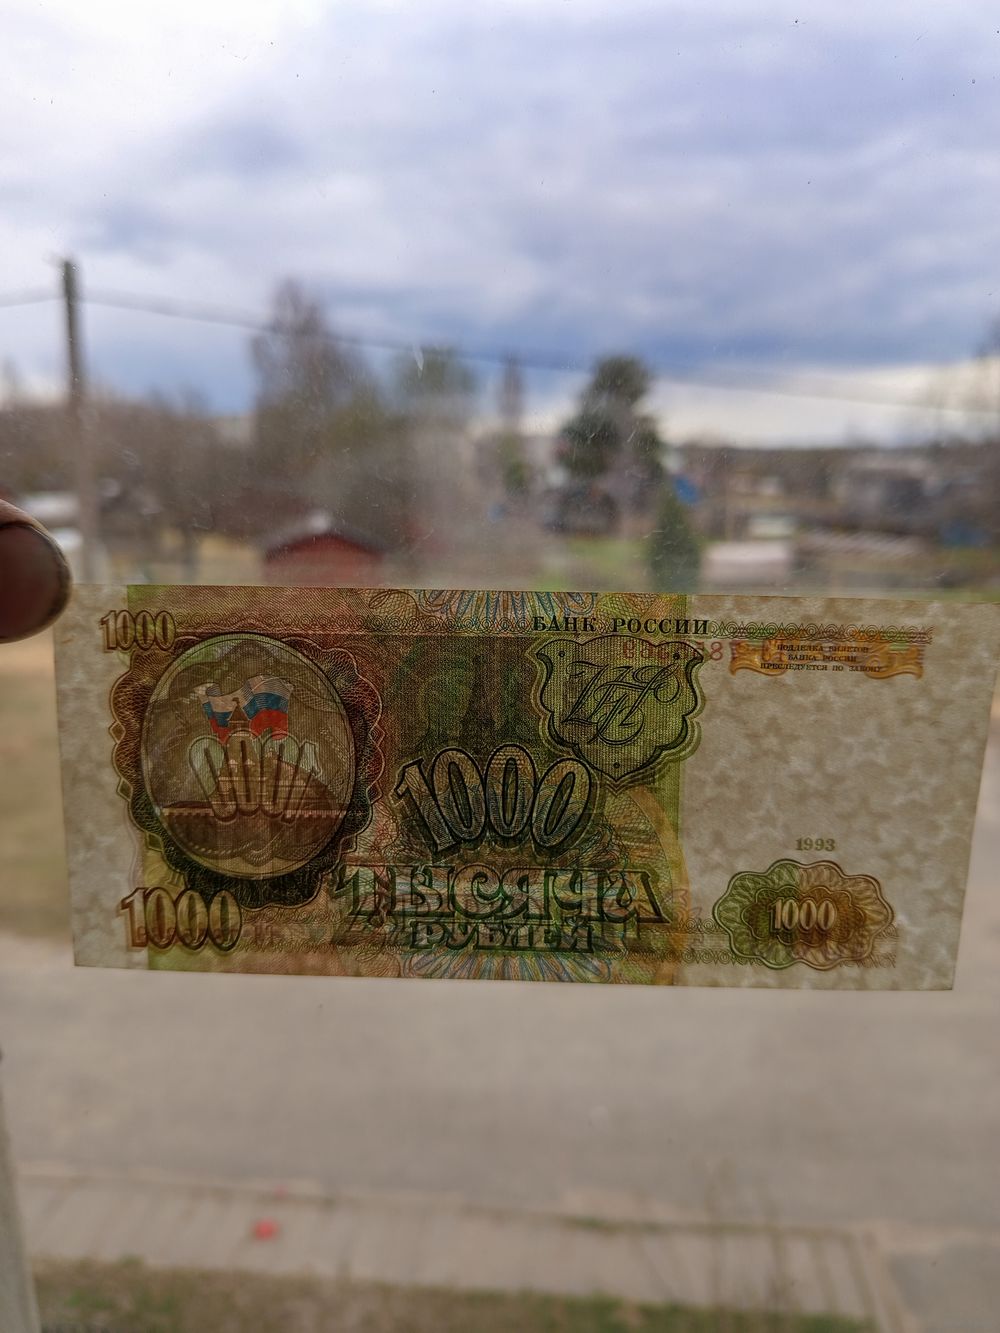 1000
БАНК РОССИИ
ПОДДЕЛКА БИЛЕТОВ
БАНКА РОССИИ
ПРЕСЛЕДУЕТСЯ ПО ЗАКОНУ
1000
1993
ТЫСЯЧА
РУБЛЕЙ
1000
1000